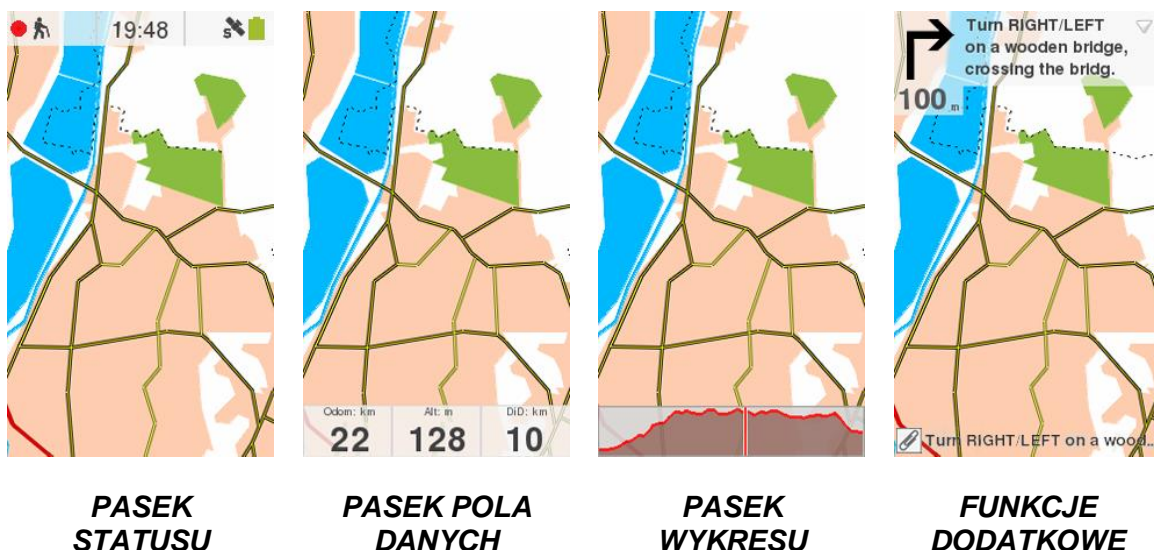 19:48
S
Odom: km
Alt: m
DiD: km
22
128
10
Turn RIGHT/LEFT
on a wooden bridge,
crossing the bridg.
100 m
Turn RIGHT/LEFT on a wood...
PASEK
STATUSU
PASEK POLA
DANYCH
PASEK
WYKRESU
FUNKCJE
DODATKOWE